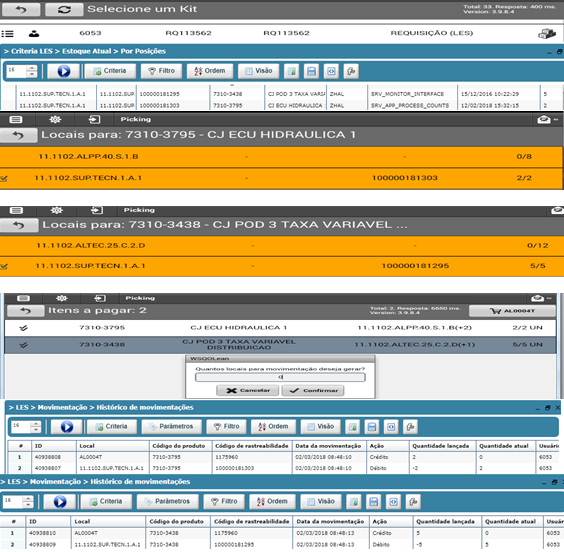 Selecione um Kit
Total: 33. Resposta: 400 ms.
Version: 3.9.8.4
6053 RQ113562 RQ113562 REQUISIÇÃO (LES)
> Criteria LES > Estoque Atual > Por Posições
16 Criteria Filtro Ordem Visão
11.1102.SUP.TECN.1.A.1 11.1102.SUP 100000181295 7310-3438 CJ POD 3 TAXA VARIA ZHAL SRV_MONITOR_INTERFACE 15/12/2016 10:22:29 5
11.1102.SUP.TECN.1.A.1 11.1102.SUP 100000181303 7310-3795 CJ ECU HIDRAULICA 1 ZHAL SRV_APP_PROCESS_COUNTS 12/02/2018 15:32:15 2
Picking
Locais para: 7310-3795 - CJ ECU HIDRAULICA 1
11.1102.ALPP.40.S.1.B - - 0/8
11.1102.SUP.TECN.1.A.1 - 100000181303 2/2
Picking
Locais para: 7310-3438 - CJ POD 3 TAXA VARIAVEL ...
11.1102.ALTEC.25.C.2.D - - 0/12
11.1102.SUP.TECN.1.A.1 - 100000181295 5/5
Picking
Itens a pagar: 2
Total: 2. Resposta: 6650 ms.
Version: 3.9.8.4
AL0004T
7310-3795 CJ ECU HIDRAULICA 1 11.1102.ALPP.40.S.1.B(+2) 2/2 UN
7310-3438 CJ POD 3 TAXA VARIAVEL DISTRIBUICAO 11.1102.ALTEC.25.C.2.D(+1) 5/5 UN
WSQOLean
Quantos locais para movimentação deseja gerar?
0
Cancelar Confirmar
> LES > Movimentação > Histórico de movimentações
16 Criteria Parâmetros Filtro Ordem Visão
# ID Local Código do produto Código de rastreabilidade Data da movimentação Ação Quantidade lançada Quantidade atual Usuário
1 40938808 AL0004T 7310-3795 1175960 02/03/2018 08:48:10 Crédito 2 0 6053
2 40938807 11.1102.SUP.TECN.1.A.1 7310-3795 100000181303 02/03/2018 08:48:10 Débito -2 2 6053
> LES > Movimentação > Histórico de movimentações
16 Criteria Parâmetros Filtro Ordem Visão
# ID Local Código do produto Código de rastreabilidade Data da movimentação Ação Quantidade lançada Quantidade atual Usuár
1 40938810 AL0004T 7310-3438 1175960 02/03/2018 08:48:13 Crédito 5 0 6053
2 40938809 11.1102.SUP.TECN.1.A.1 7310-3438 100000181295 02/03/2018 08:48:13 Débito -5 5 6053